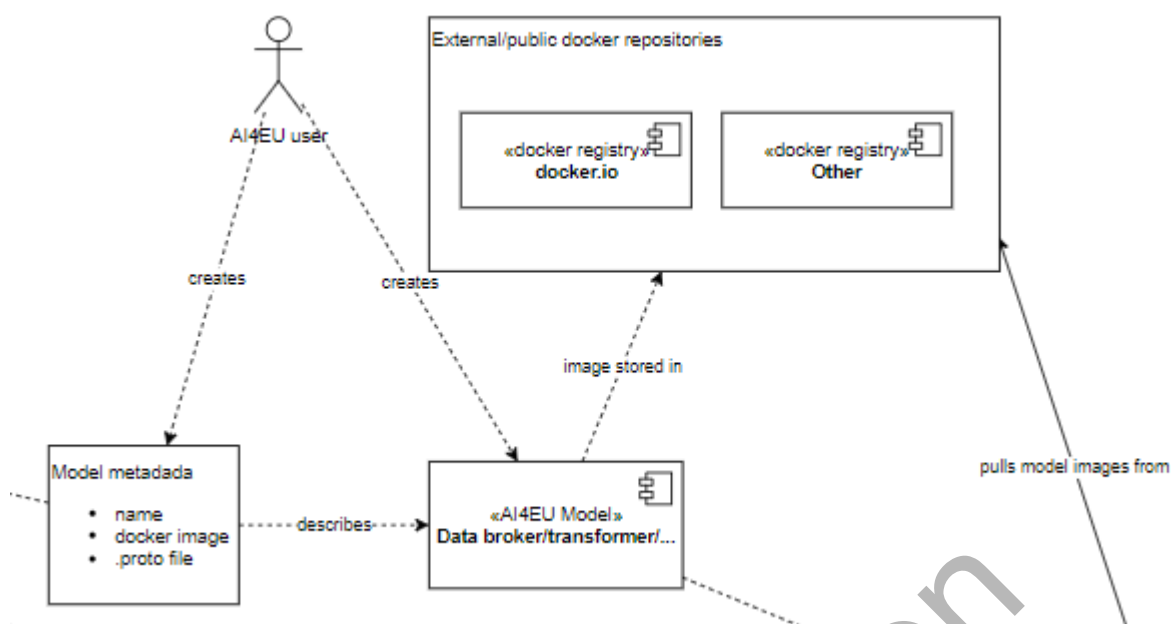 External/public docker repositories
«docker registry»
docker.io
«docker registry»
Other
AI4EU user
creates
creates
image stored in
pulls model images from
Model metadada
• name
• docker image
• .proto file
describes
«AI4EU Model»
Data broker/transformer/...